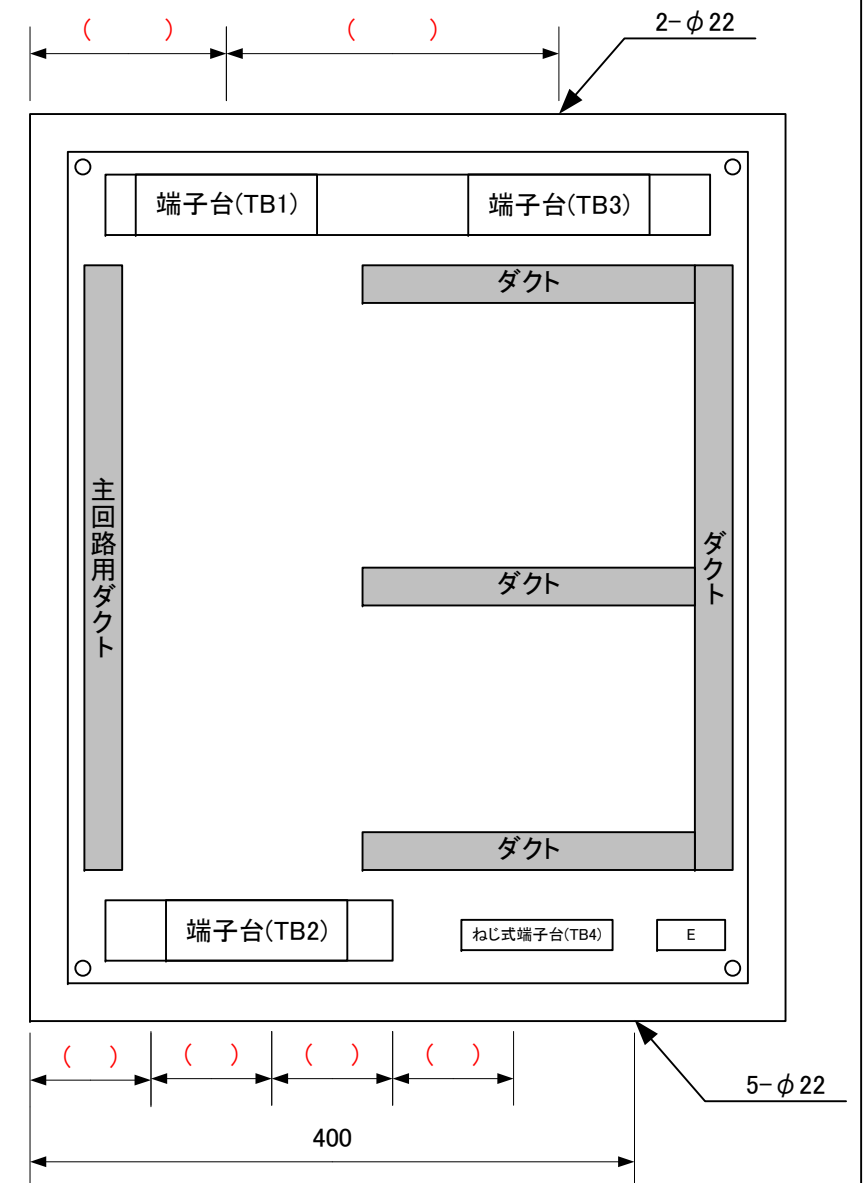 (　　　) (　　　) 2-φ22
端子台(TB1) 端子台(TB3)
ダクト
主回路用ダクト
ダクト
ダクト
ダクト
端子台(TB2) ねじ式端子台(TB4) E
(　) (　) (　) (　)
5-φ22
400